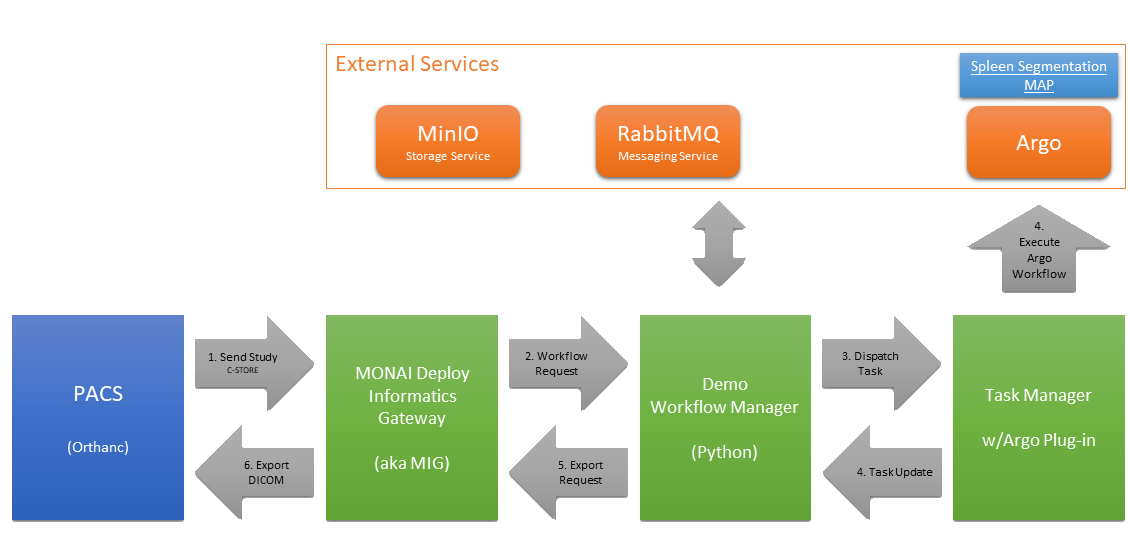 External Services
Spleen Segmentation
MAP
MinIO
Storage Service
RabbitMQ
Messaging Service
Argo
4.
Execute
Argo
Workflow
PACS
(Orthanc)
1. Send Study
C-STORE
6. Export
DICOM
MONAI Deploy
Informatics
Gateway
(aka MIG)
2. Workflow
Request
5. Export
Request
Demo
Workflow Manager
(Python)
3. Dispatch
Task
4. Task Update
Task Manager
w/Argo Plug-in